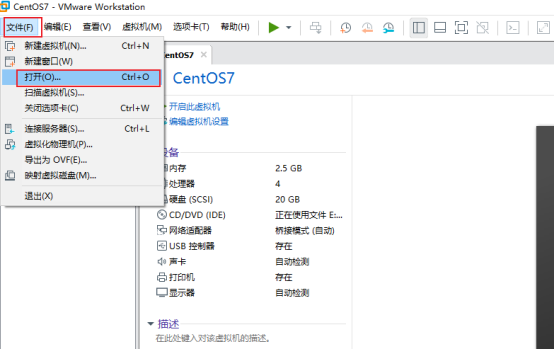 CentOS7 - VMware Workstation
文件(F) 编辑(E) 查看(V) 虚拟机(M) 选项卡(T) 帮助(H)
新建虚拟机(N)... Ctrl+N
新建窗口(W)
打开(O)... Ctrl+O
扫描虚拟机(S)...
关闭选项卡(C) Ctrl+W
连接服务器(S)... Ctrl+L
虚拟化物理机(P)...
导出为 OVF(E)...
映射虚拟磁盘(M)...
退出(X)
entOS7
CentOS7
开启此虚拟机
编辑虚拟机设置
设备
内存 2.5 GB
处理器 4
硬盘 (SCSI) 20 GB
CD/DVD (IDE) 正在使用文件 E:...
网络适配器 桥接模式 (自动)
USB 控制器 存在
声卡 自动检测
打印机 存在
显示器 自动检测
描述
在此处键入对该虚拟机的描述。